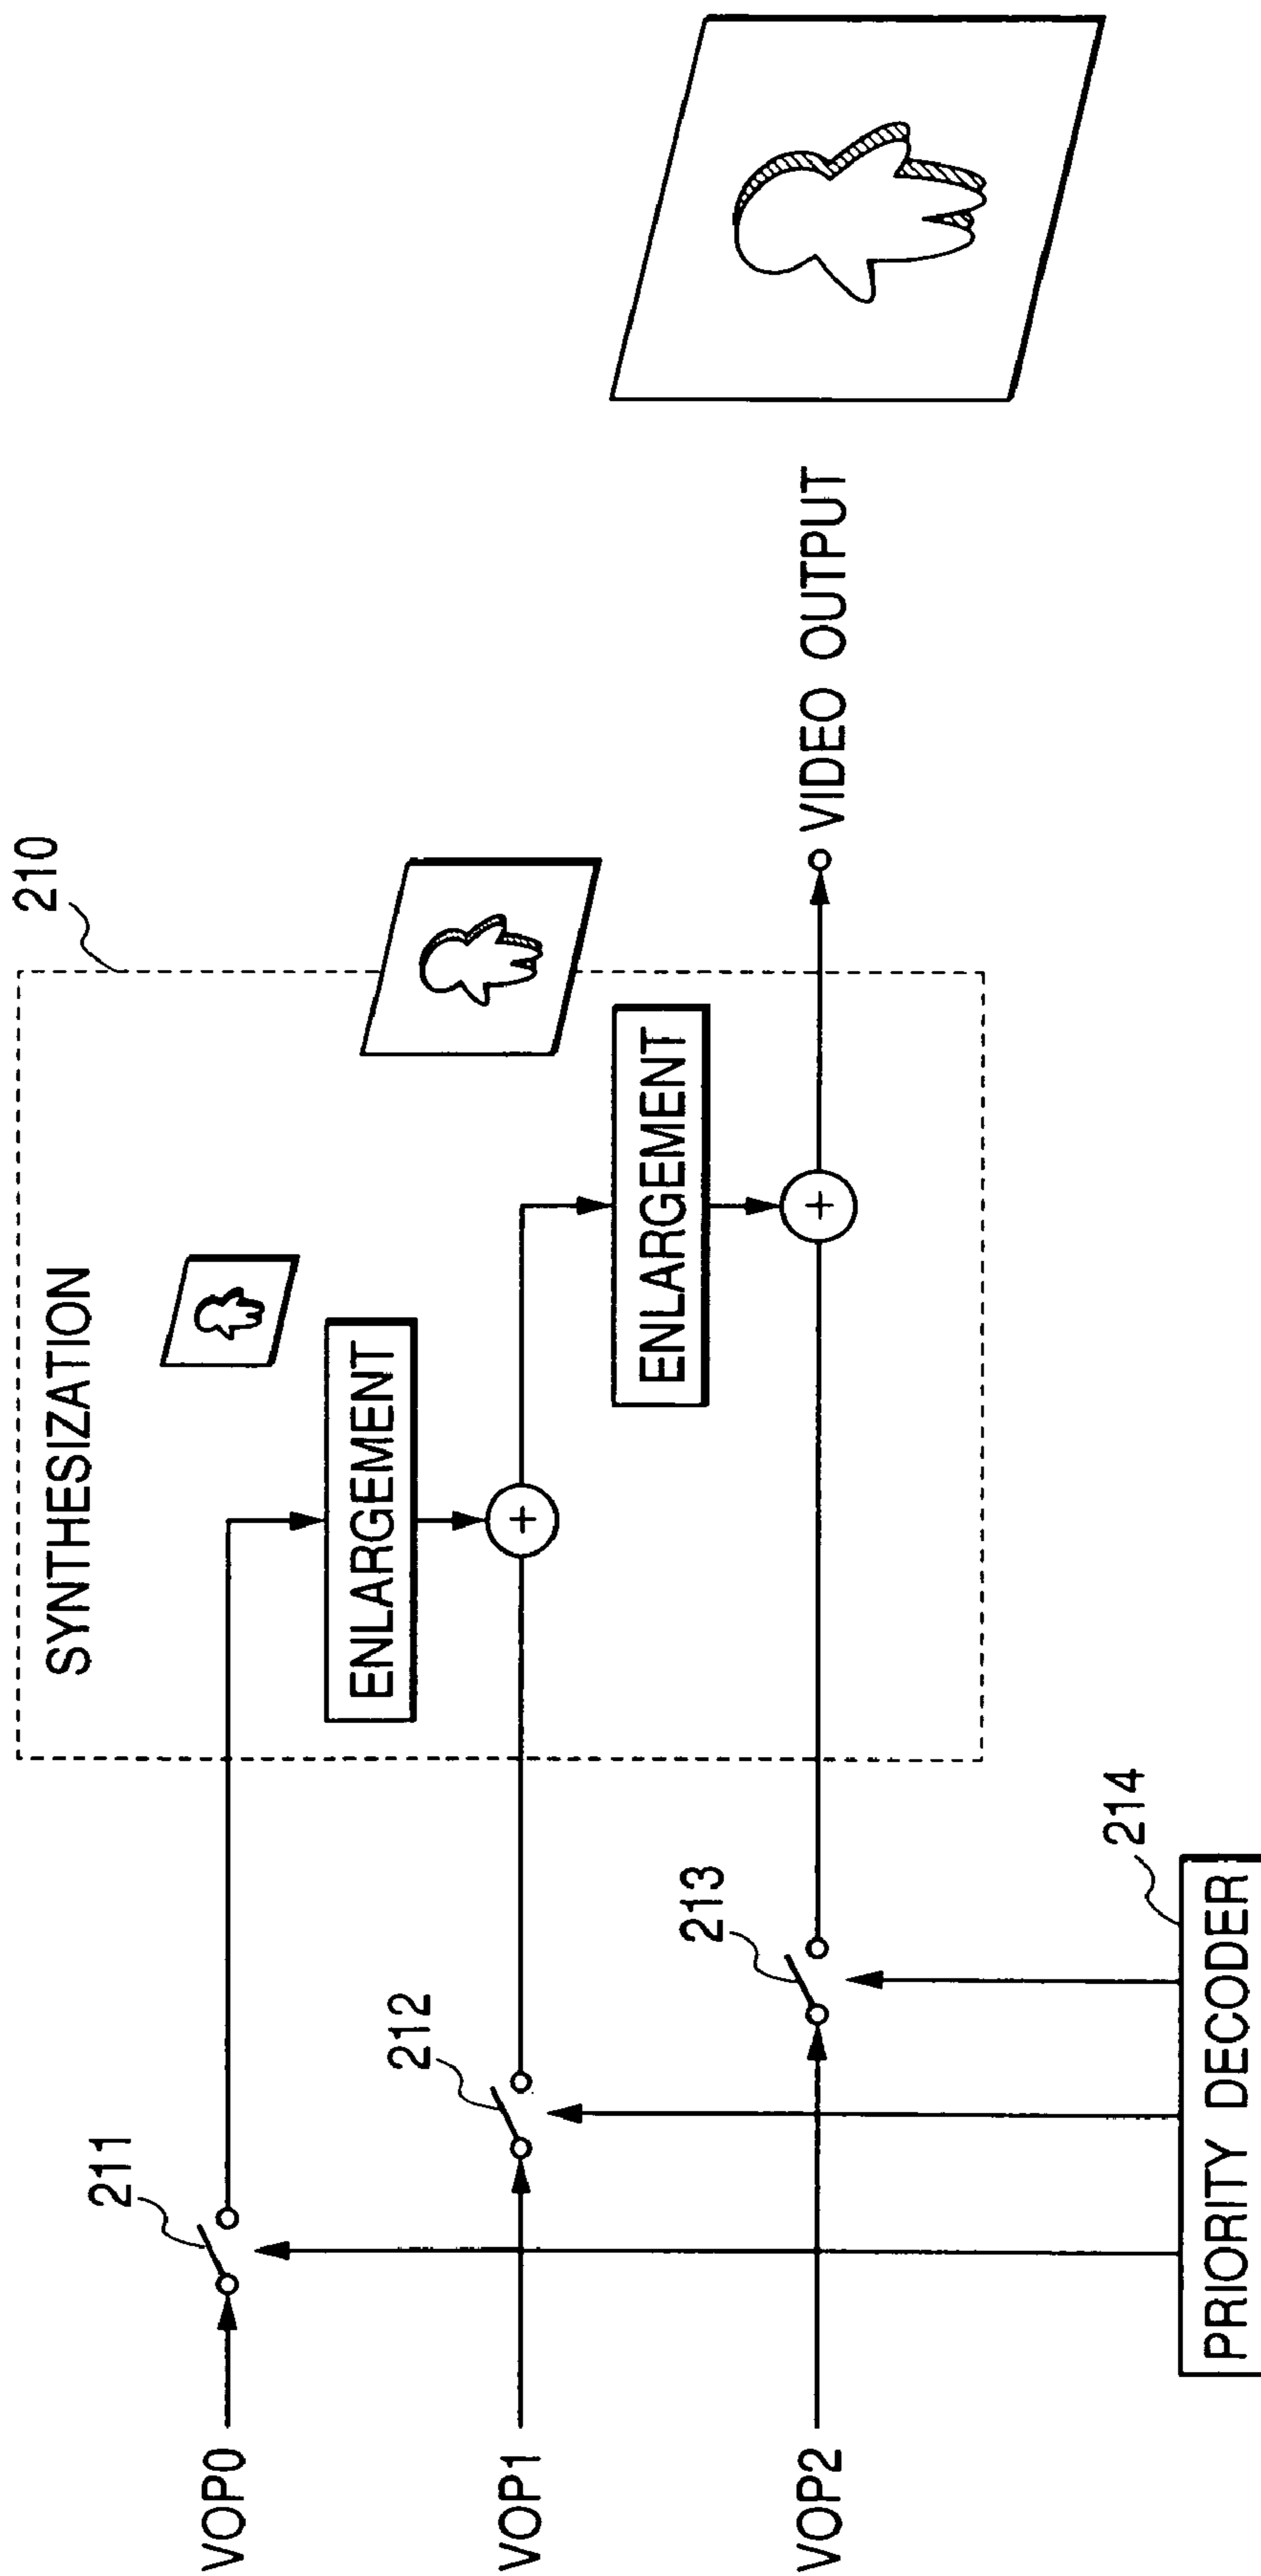 SYNTHESIZATION
210
211
VOP0
ENLARGEMENT
212
VOP1
ENLARGEMENT
213
VOP2
VIDEO OUTPUT
214
PRIORITY DECODER